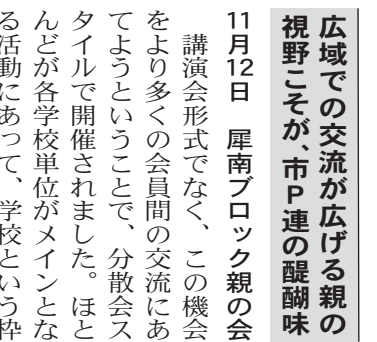 広域での交流が広げる親の
視野こそが、市Ｐ連の醍醐味
11月12日　犀南ブロック親の会
　講演会形式でなく、この機会
をより多くの会員間の交流にあ
てようということで、分散会ス
タイルで開催されました。ほと
んどが各学校単位がメインとな
る活動にあって、学校という枠